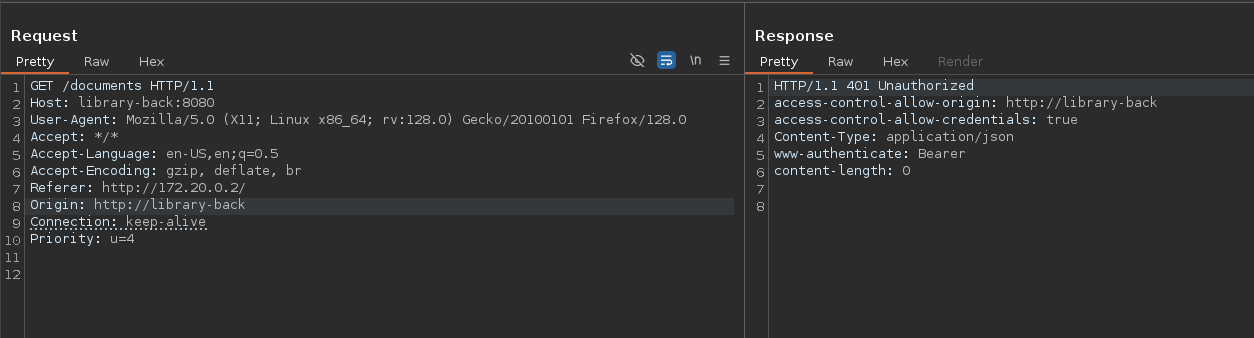 Request
Pretty Raw Hex \n
1 GET /documents HTTP/1.1
2 Host: library-back:8080
3 User-Agent: Mozilla/5.0 (X11; Linux x86_64; rv:128.0) Gecko/20100101 Firefox/128.0
4 Accept: */*
5 Accept-Language: en-US,en;q=0.5
6 Accept-Encoding: gzip, deflate, br
7 Referer: http://172.20.0.2/
8 Origin: http://library-back
9 Connection: keep-alive
10 Priority: u=4
11
12
Response
Pretty Raw Hex Render
1 HTTP/1.1 401 Unauthorized
2 access-control-allow-origin: http://library-back
3 access-control-allow-credentials: true
4 Content-Type: application/json
5 www-authenticate: Bearer
6 content-length: 0
7
8